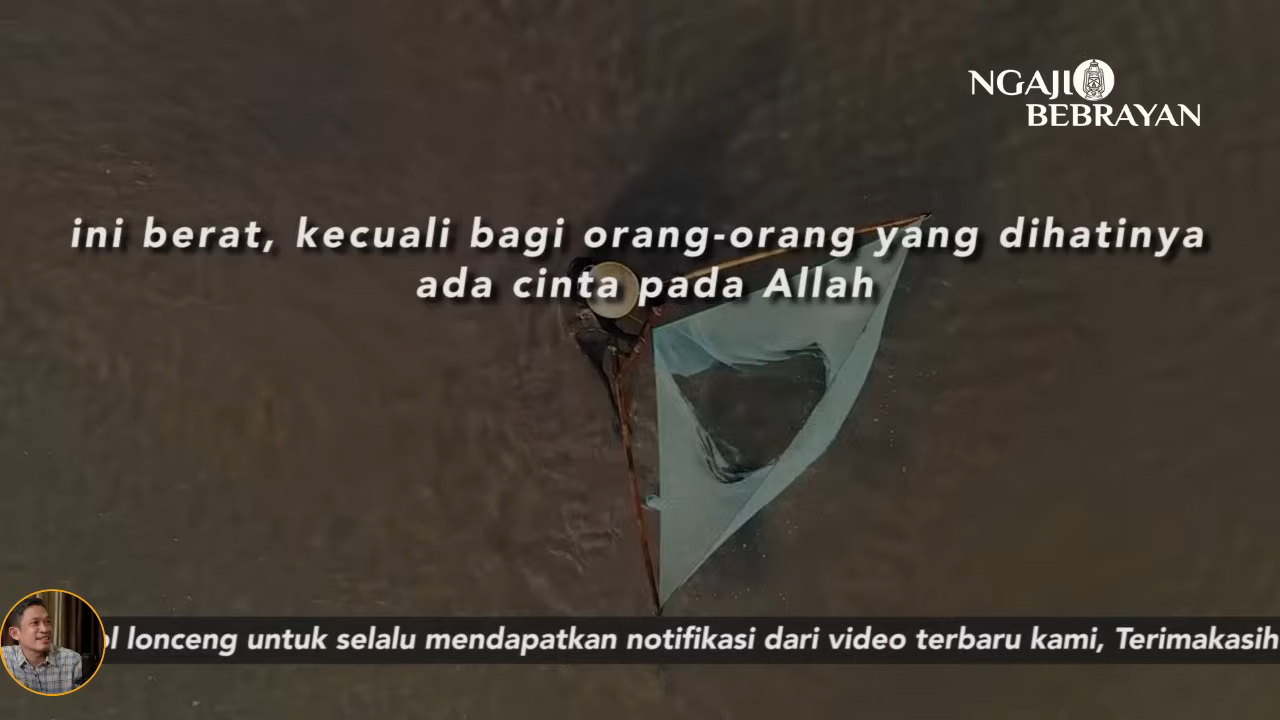 NGAJI
BEBRAYAN
ini berat, kecuali bagi orang-orang yang dihatinya
ada cinta pada Allah
ol lonceng untuk selalu mendapatkan notifikasi dari video terbaru kami, Terimakasih